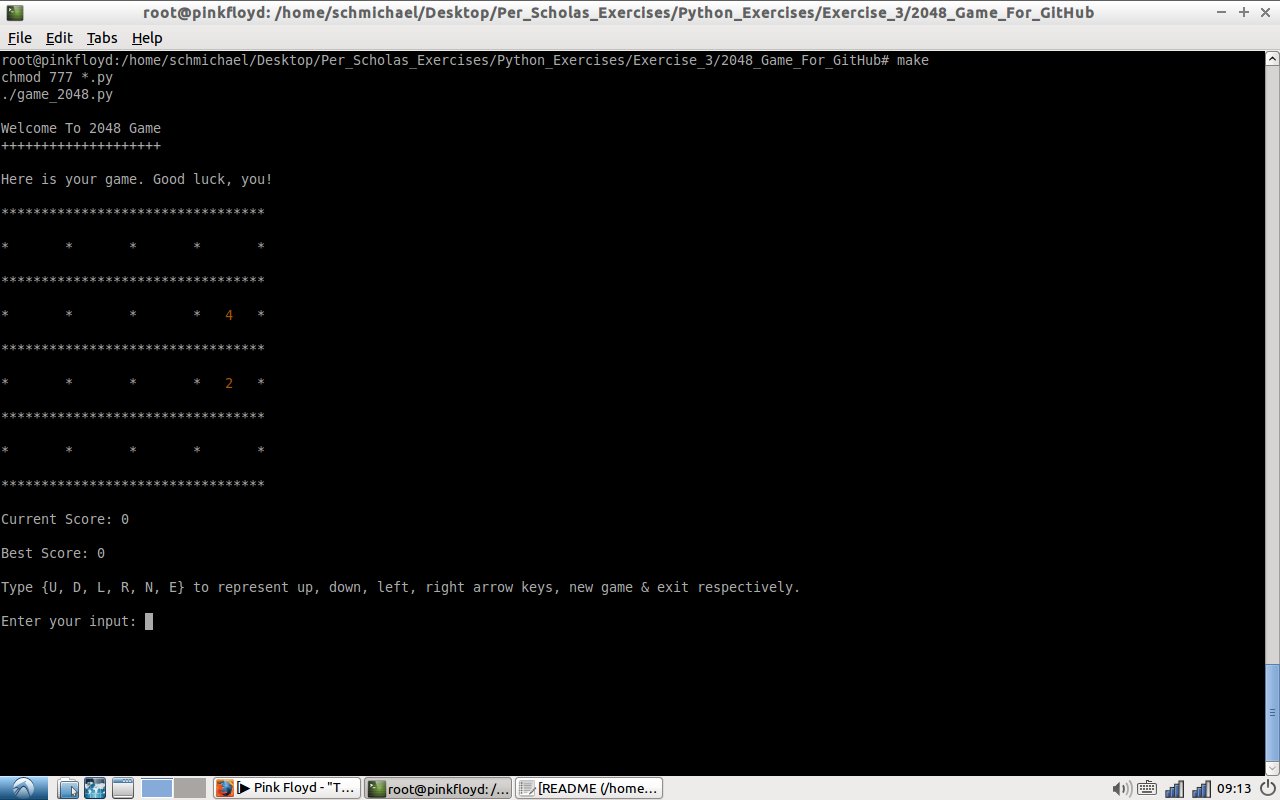 root@pinkfloyd: /home/schmichael/Desktop/Per_Scholas_Exercises/Python_Exercises/Exercise_3/2048_Game_For_GitHub
File Edit Tabs Help
root@pinkfloyd:/home/schmichael/Desktop/Per_Scholas_Exercises/Python_Exercises/Exercise_3/2048_Game_For_GitHub# make
chmod 777 *.py
./game_2048.py
Welcome To 2048 Game
++++++++++++++++++++
Here is your game. Good luck, you!
*********************************
*       *       *       *       *
*********************************
*       *       *       *   4   *
*********************************
*       *       *       *   2   *
*********************************
*       *       *       *       *
*********************************
Current Score: 0
Best Score: 0
Type {U, D, L, R, N, E} to represent up, down, left, right arrow keys, new game & exit respectively.
Enter your input:
[▶ Pink Floyd - "T... root@pinkfloyd: /... [README (/home... 09:13